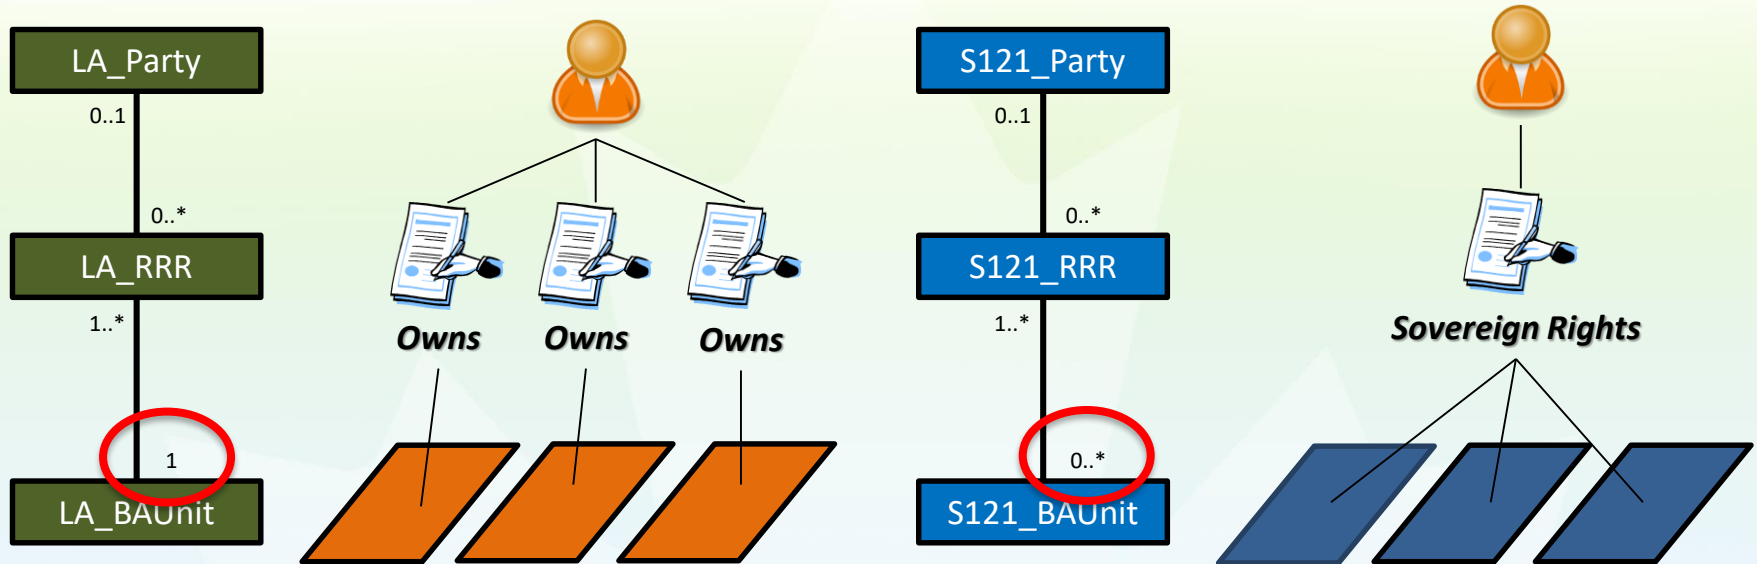 LA_Party
0..1
0..*
LA_RRR
1..*
1
LA_BAUnit
Owns
Owns
Owns
S121_Party
0..1
0..*
S121_RRR
1..*
0..*
S121_BAUnit
Sovereign Rights